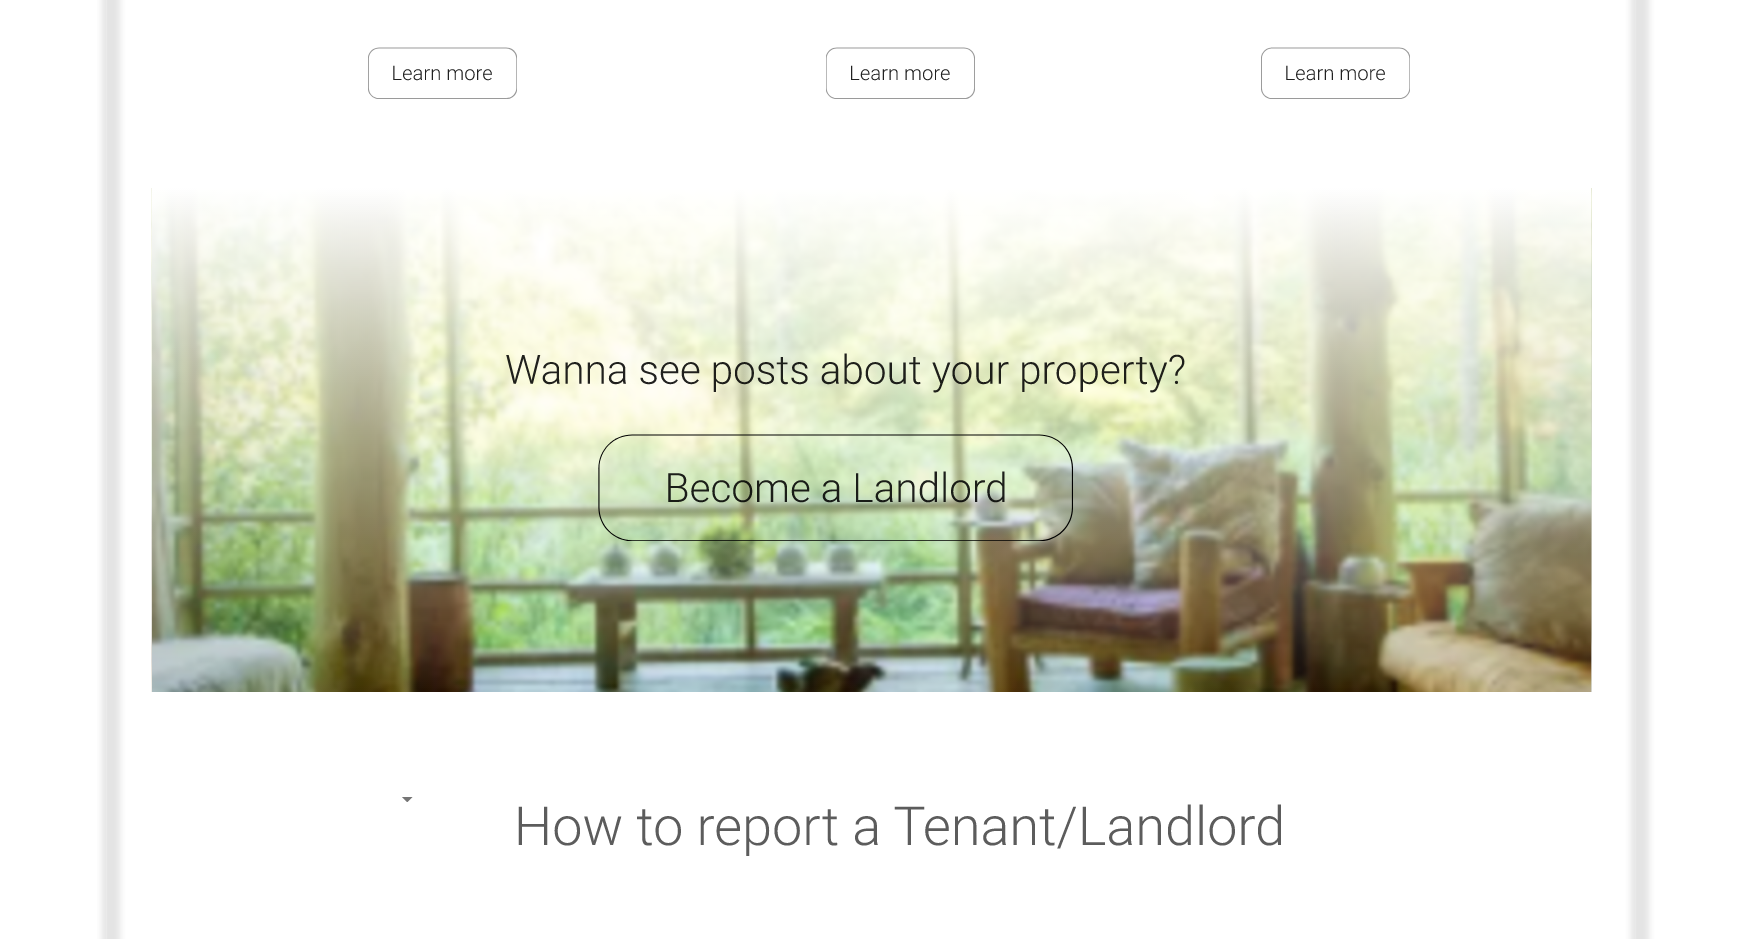 Learn more Learn more Learn more
Wanna see posts about your property?
Become a Landlord
How to report a Tenant/Landlord